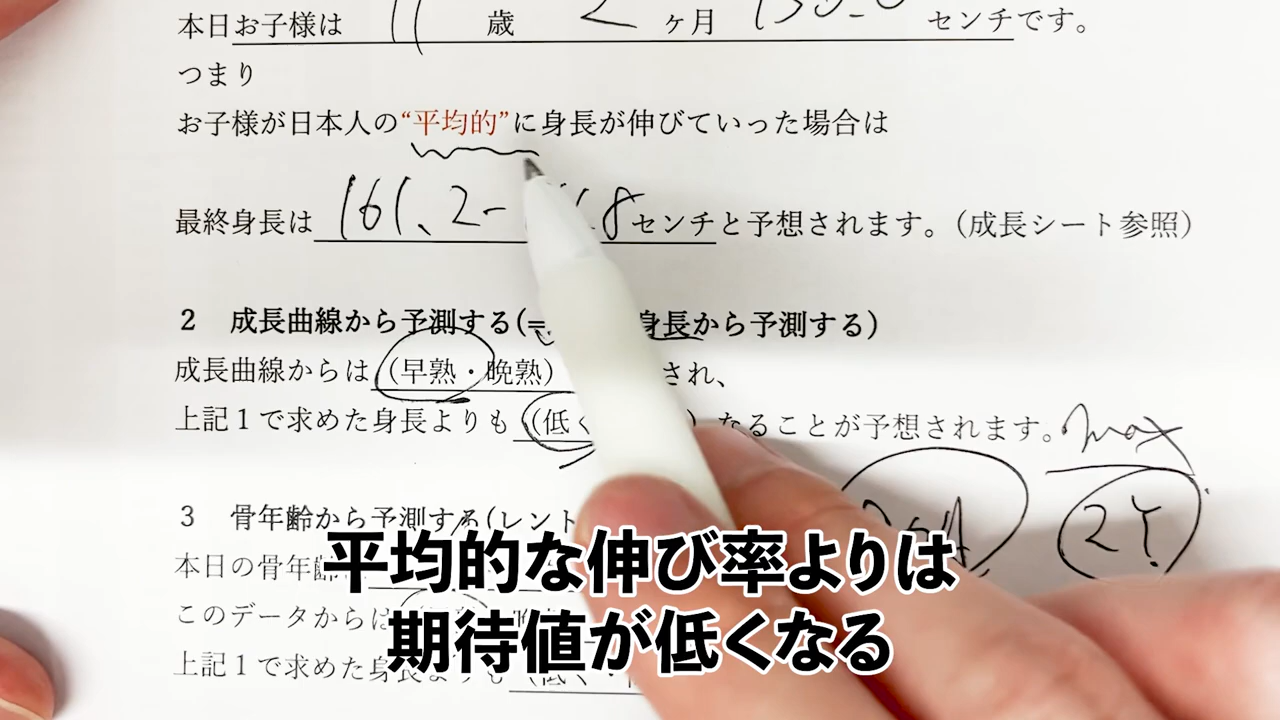 本日お子様は 11 歳 2 ヶ月 センチです。
つまり
お子様が日本人の“平均的”に身長が伸びていった場合は
最終身長は 161.2- センチと予想されます。（成長シート参照）
2 成長曲線から予測する(= 身長から予測する)
成長曲線からは（早熟・晩熟） され、
上記1で求めた身長よりも（低く ）なることが予想されます。
max
3 骨年齢から予測する(レント
本日の骨年齢
このデータからは
上記1で求めた身長よりも（低く・
平均的な伸び率よりは
期待値が低くなる